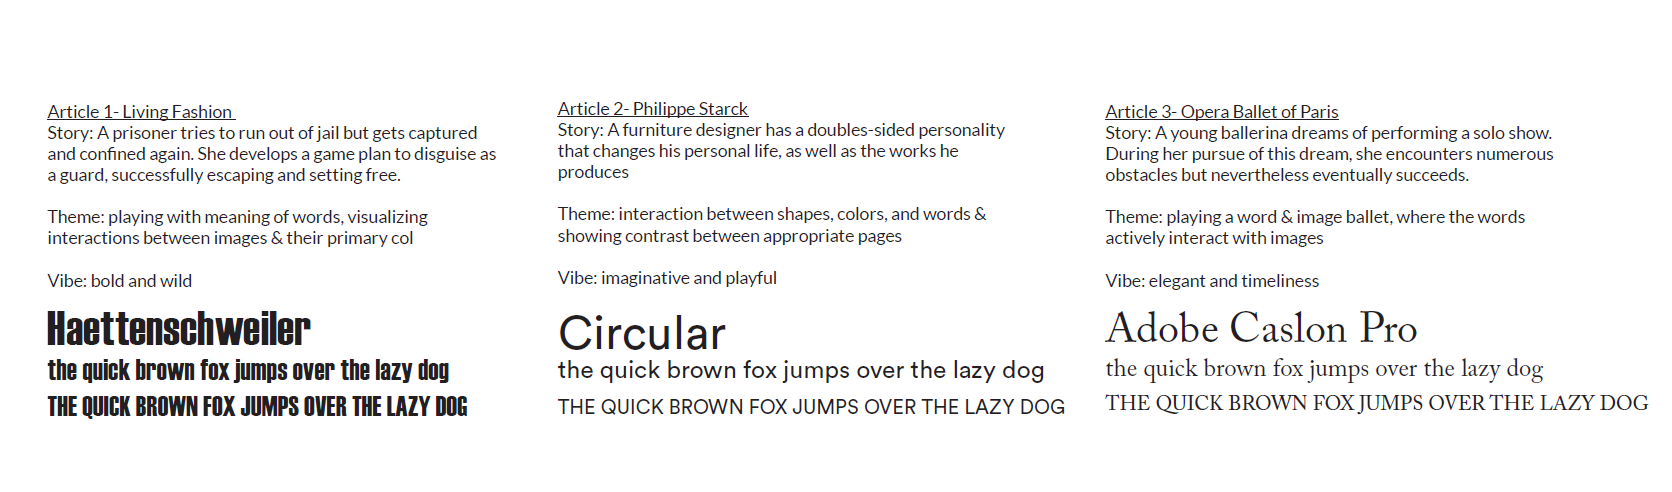 Article 1- Living Fashion
Story: A prisoner tries to run out of jail but gets captured
and confined again. She develops a game plan to disguise as
a guard, successfully escaping and setting free.
Theme: playing with meaning of words, visualizing
interactions between images & their primary col
Vibe: bold and wild
Haettenschweiler
the quick brown fox jumps over the lazy dog
THE QUICK BROWN FOX JUMPS OVER THE LAZY DOG
Article 2- Philippe Starck
Story: A furniture designer has a doubles-sided personality
that changes his personal life, as well as the works he
produces
Theme: interaction between shapes, colors, and words &
showing contrast between appropriate pages
Vibe: imaginative and playful
Circular
the quick brown fox jumps over the lazy dog
THE QUICK BROWN FOX JUMPS OVER THE LAZY DOG
Article 3- Opera Ballet of Paris
Story: A young ballerina dreams of performing a solo show.
During her pursue of this dream, she encounters numerous
obstacles but nevertheless eventually succeeds.
Theme: playing a word & image ballet, where the words
actively interact with images
Vibe: elegant and timeliness
Adobe Caslon Pro
the quick brown fox jumps over the lazy dog
THE QUICK BROWN FOX JUMPS OVER THE LAZY DOG